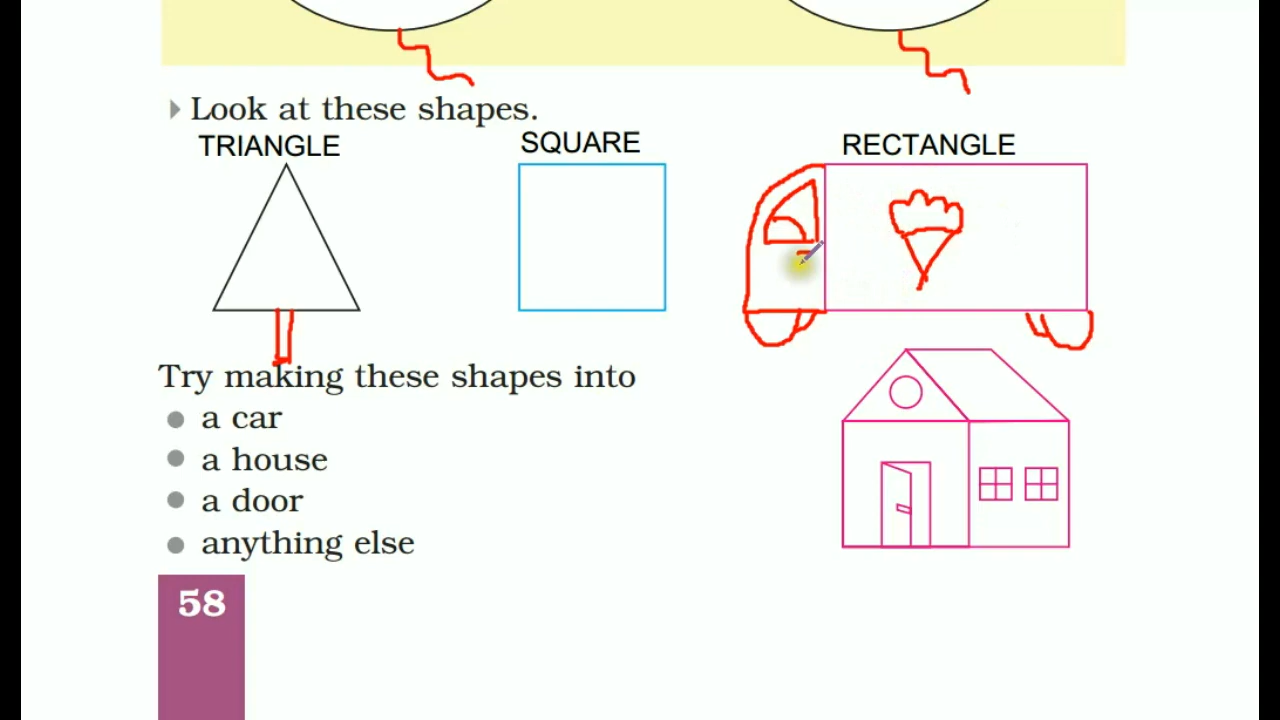 Look at these shapes.
TRIANGLE SQUARE RECTANGLE
Try making these shapes into
a car
a house
a door
anything else
58